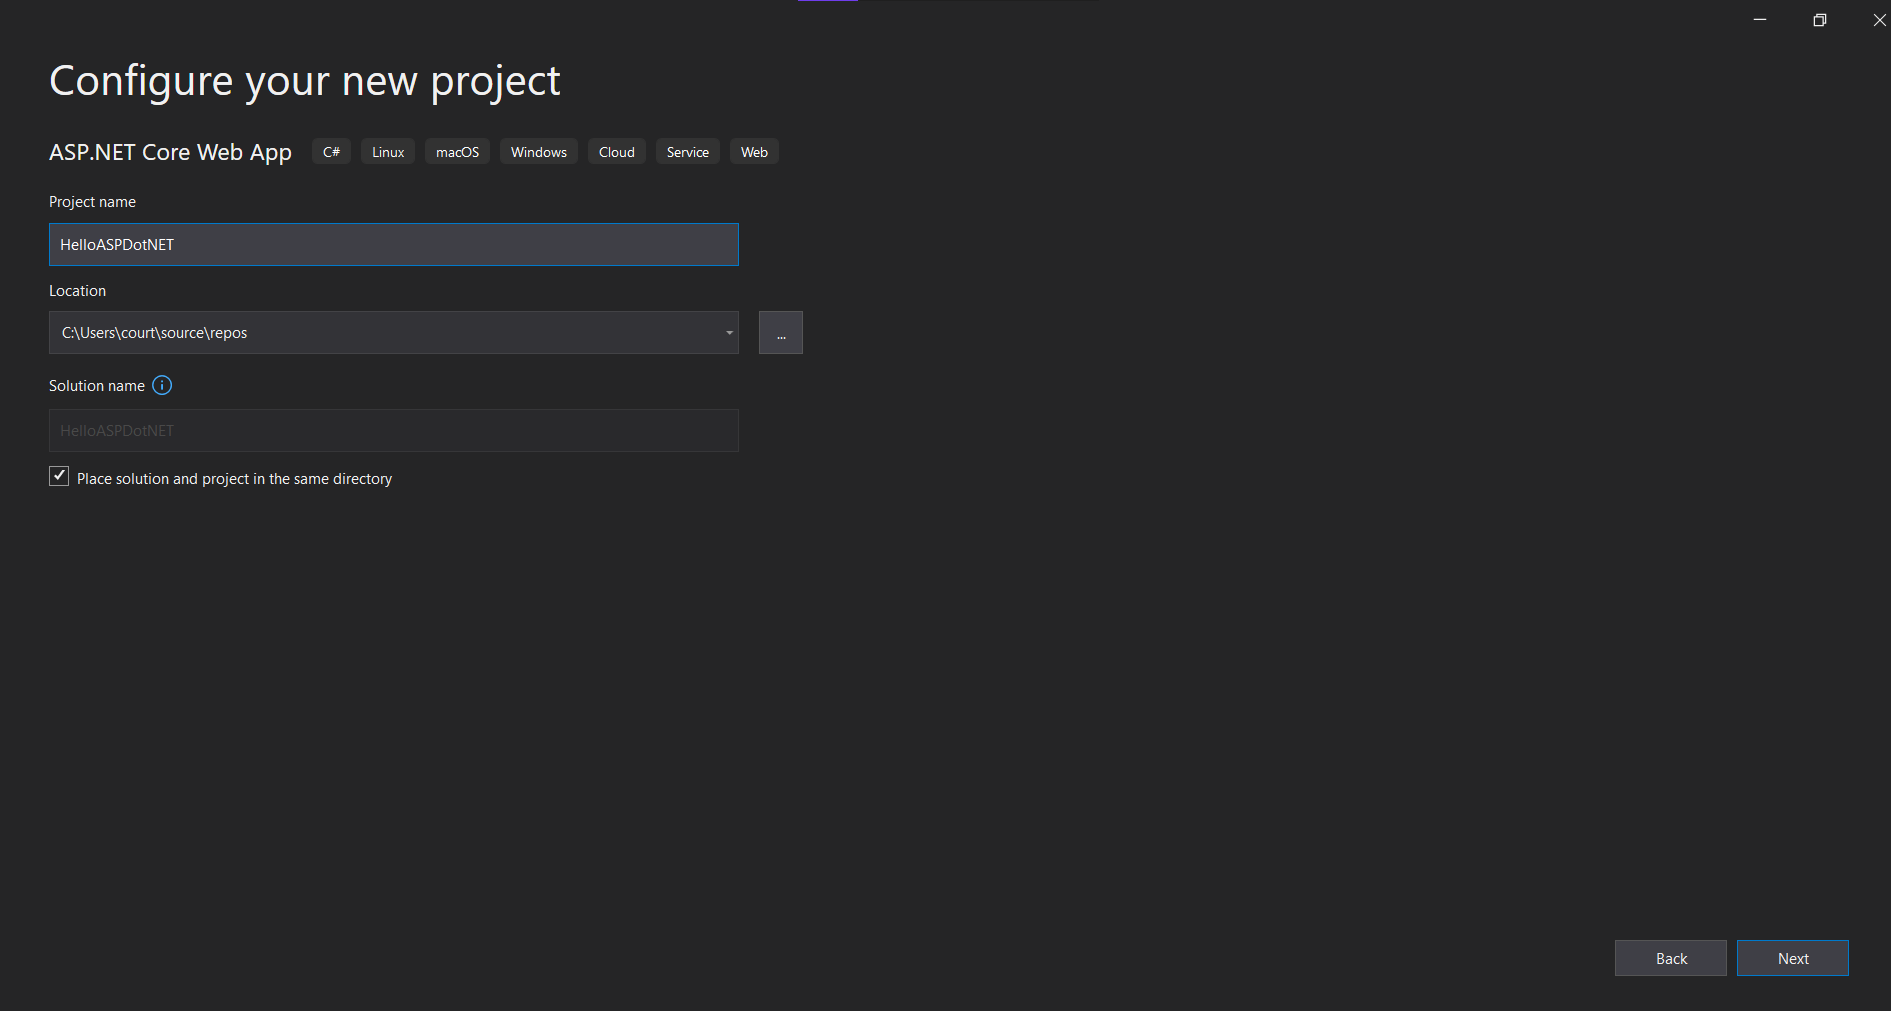 Configure your new project
ASP.NET Core Web App C# Linux macOS Windows Cloud Service Web
Project name
HelloASPDotNET
Location
C:\Users\court\source\repos
...
Solution name
HelloASPDotNET
Place solution and project in the same directory
Back Next